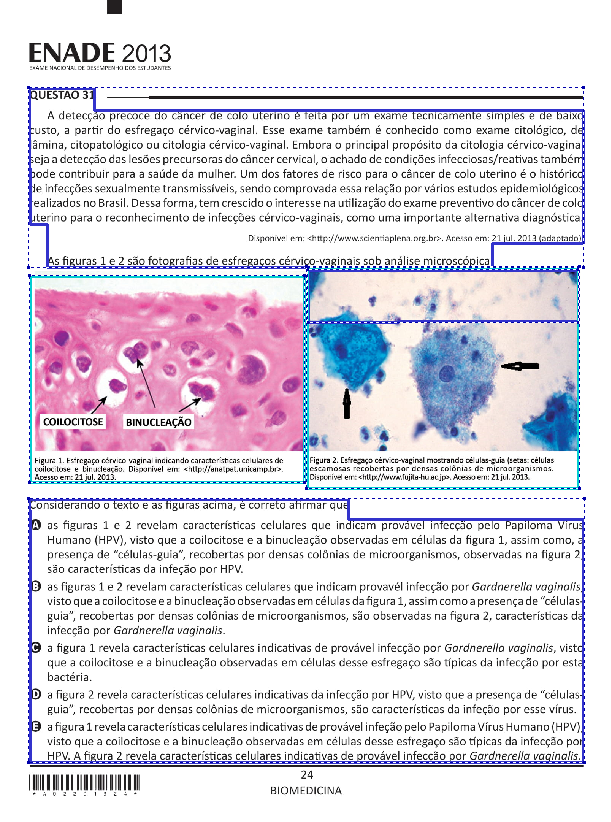 ENADE 2013
EXAME NACIONAL DE DESEMPENHO DOS ESTUDANTES
QUESTÃO 31
A detecção precoce do câncer de colo uterino é feita por um exame tecnicamente simples e de baixo
custo, a partir do esfregaço cérvico-vaginal. Esse exame também é conhecido como exame citológico, de
lâmina, citopatológico ou citologia cérvico-vaginal. Embora o principal propósito da citologia cérvico-vaginal
seja a detecção das lesões precursoras do câncer cervical, o achado de condições infecciosas/reativas também
pode contribuir para a saúde da mulher. Um dos fatores de risco para o câncer de colo uterino é o histórico
de infecções sexualmente transmissíveis, sendo comprovada essa relação por vários estudos epidemiológicos
realizados no Brasil. Dessa forma, tem crescido o interesse na utilização do exame preventivo do câncer de colo
uterino para o reconhecimento de infecções cérvico-vaginais, como uma importante alternativa diagnóstica.
Disponível em: <http://www.scientiaplena.org.br>. Acesso em: 21 jul. 2013 (adaptado).
As figuras 1 e 2 são fotografias de esfregaços cérvico-vaginais sob análise microscópica.
COILOCITOSE
BINUCLEAÇÃO
Figura 1. Esfregaço cérvico-vaginal indicando características celulares de
coilocitose e binucleação. Disponível em: <http://anatpat.unicamp.br>.
Acesso em: 21 jul. 2013.
Figura 2. Esfregaço cérvico-vaginal mostrando células-guia (setas: células
escamosas recobertas por densas colônias de microorganismos.
Disponível em: <http://www.fujita-hu.ac.jp>. Acesso em: 21 jul. 2013.
Considerando o texto e as figuras acima, é correto afirmar que
A as figuras 1 e 2 revelam características celulares que indicam provável infecção pelo Papiloma Vírus
Humano (HPV), visto que a coilocitose e a binucleação observadas em células da figura 1, assim como, a
presença de “células-guia”, recobertas por densas colônias de microorganismos, observadas na figura 2,
são características da infeção por HPV.
B as figuras 1 e 2 revelam características celulares que indicam provavél infecção por Gardnerella vaginalis,
visto que a coilocitose e a binucleação observadas em células da figura 1, assim como a presença de “células-
guia”, recobertas por densas colônias de microorganismos, são observadas na figura 2, características da
infecção por Gardnerella vaginalis.
C a figura 1 revela características celulares indicativas de provável infecção por Gardnerella vaginalis, visto
que a coilocitose e a binucleação observadas em células desse esfregaço são típicas da infecção por esta
bactéria.
D a figura 2 revela características celulares indicativas da infecção por HPV, visto que a presença de “células-
guia”, recobertas por densas colônias de microorganismos, são características da infecção por esse vírus.
E a figura 1 revela características celulares indicativas de provável infecção pelo Papiloma Vírus Humano (HPV),
visto que a coilocitose e a binucleação observadas em células desse esfregaço são típicas da infecção por
HPV. A figura 2 revela características indicativas de provável infecção por Gardnerella vaginalis.
24
BIOMEDICINA
*A02201324*